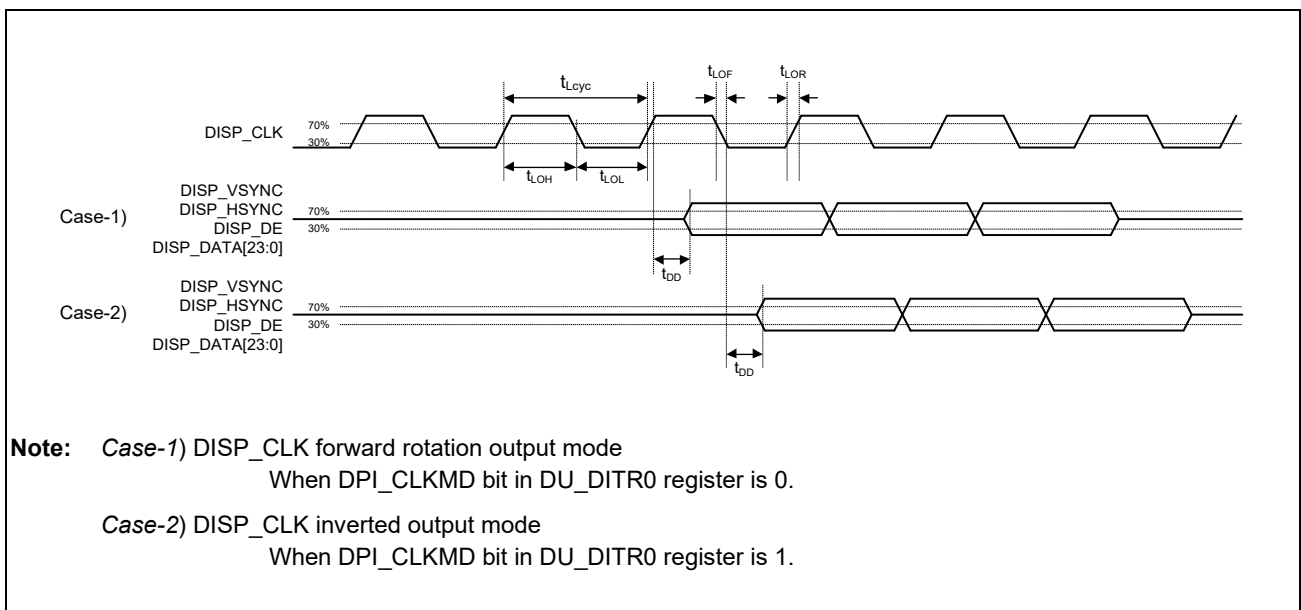 tLcyc
tLOF
tLOR
DISP_CLK
70%
30%
tLOH
tLOL
DISP_VSYNC
DISP_HSYNC
DISP_DE
DISP_DATA[23:0]
Case-1)
70%
30%
tDD
DISP_VSYNC
DISP_HSYNC
DISP_DE
DISP_DATA[23:0]
Case-2)
70%
30%
tDD
Note: Case-1) DISP_CLK forward rotation output mode
When DPI_CLKMD bit in DU_DITR0 register is 0.
Case-2) DISP_CLK inverted output mode
When DPI_CLKMD bit in DU_DITR0 register is 1.